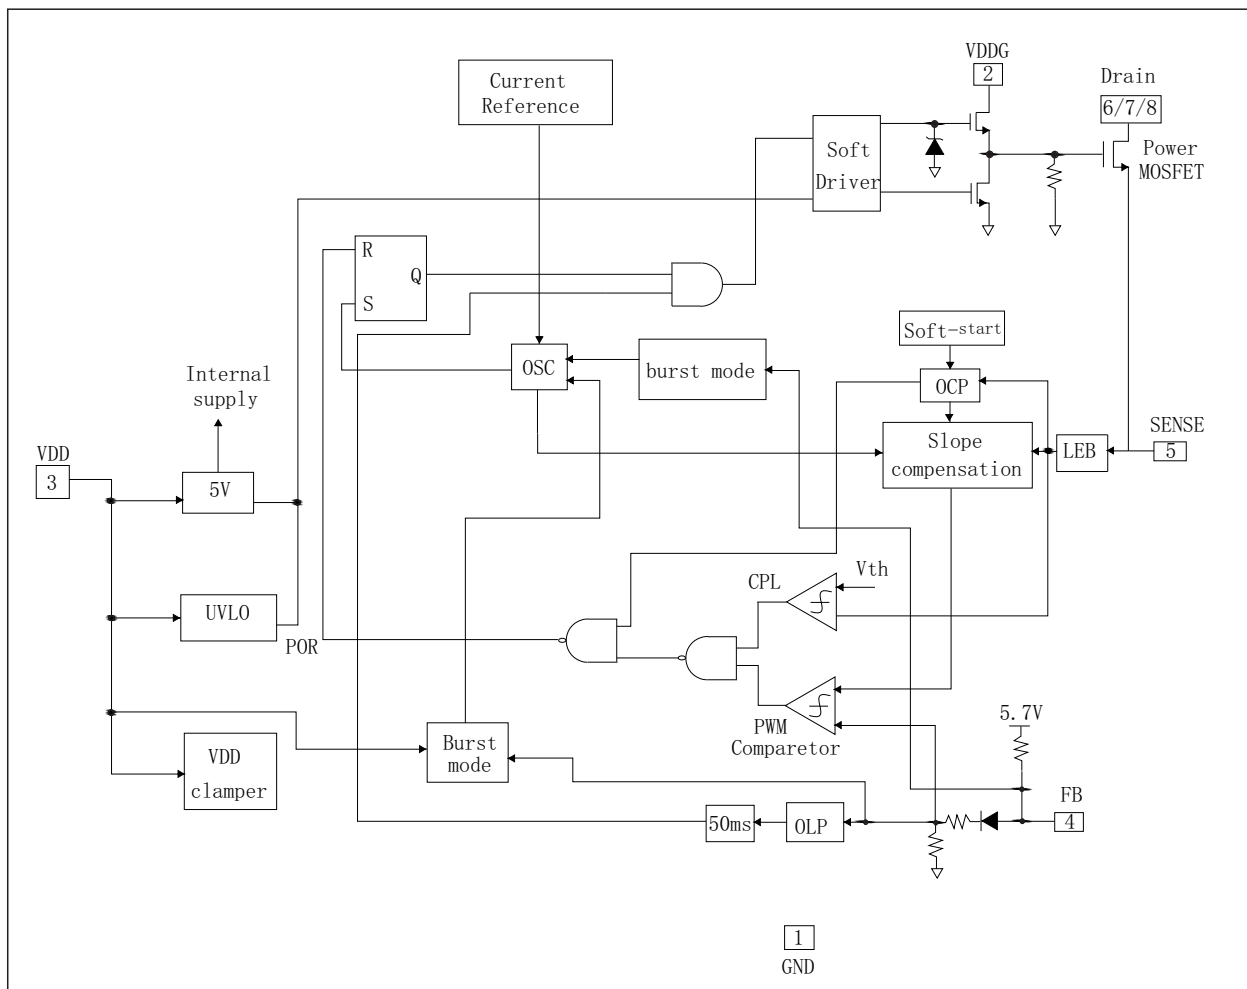 VDDG
2
Drain
6/7/8
Current
Reference
Soft
Driver
Power
MOSFET
R
Q
S
Soft-start
OSC
burst mode
OCP
Internal
supply
Slope
compensation
LEB
SENSE
5
VDD
3
5V
CPL
Vth
UVLO
POR
PWM
Comparetor
5.7V
Burst
mode
VDD
clamper
FB
4
50ms
OLP
1
GND